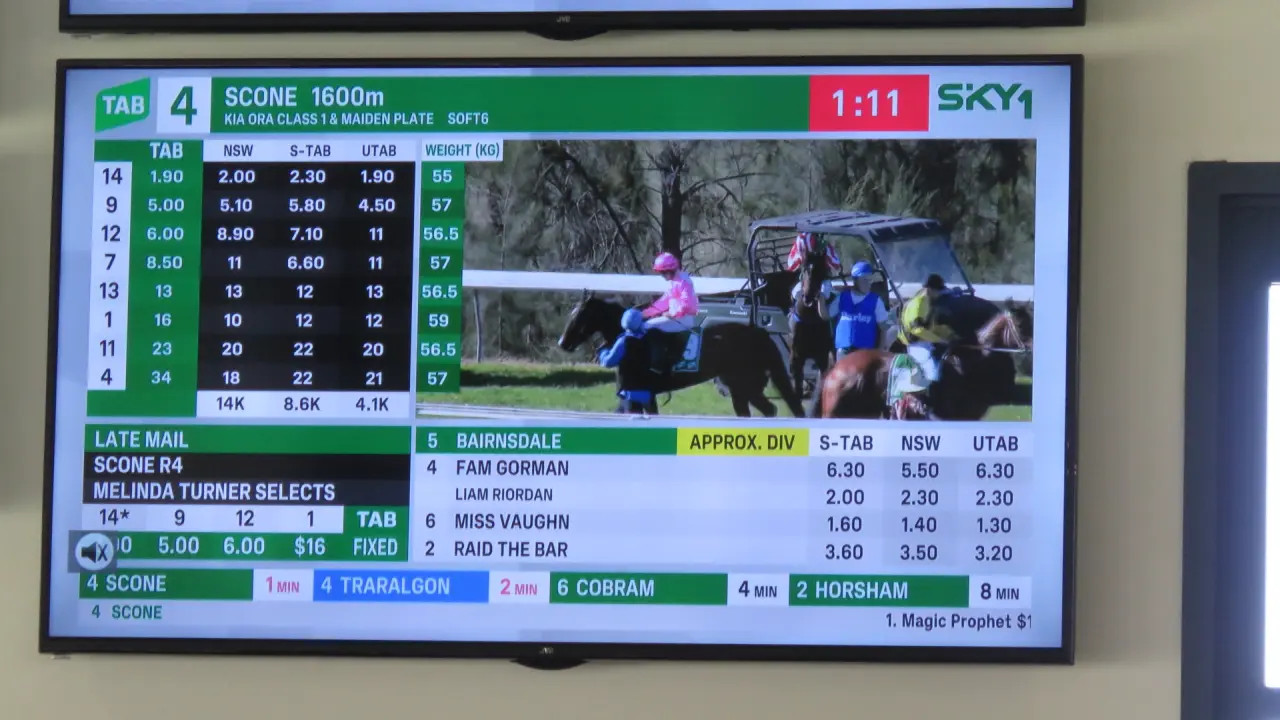 JVC
TAB 4 SCONE 1600m 1:11 SKY1
KIA ORA CLASS 1 & MAIDEN PLATE SOFT6
TAB NSW S-TAB UTAB WEIGHT (KG)
14 1.90 2.00 2.30 1.90 55
9 5.00 5.10 5.80 4.50 57
12 6.00 8.90 7.10 11 56.5
7 8.50 11 6.60 11 57
13 13 13 12 13 56.5
1 16 10 12 12 59
11 23 20 22 20 56.5
4 34 18 22 21 57
14K 8.6K 4.1K
3
Darley
LATE MAIL
SCONE R4
MELINDA TURNER SELECTS
14* 9 12 1 TAB
5.00 6.00 $16 FIXED
5 BAIRNSDALE APPROX. DIV S-TAB NSW UTAB
4 FAM GORMAN 6.30 5.50 6.30
LIAM RIORDAN 2.00 2.30 2.30
6 MISS VAUGHN 1.60 1.40 1.30
2 RAID THE BAR 3.60 3.50 3.20
4 SCONE 1 MIN 4 TRARALGON 2 MIN 6 COBRAM 4 MIN 2 HORSHAM 8 MIN
4 SCONE
1. Magic Prophet $1
JVC